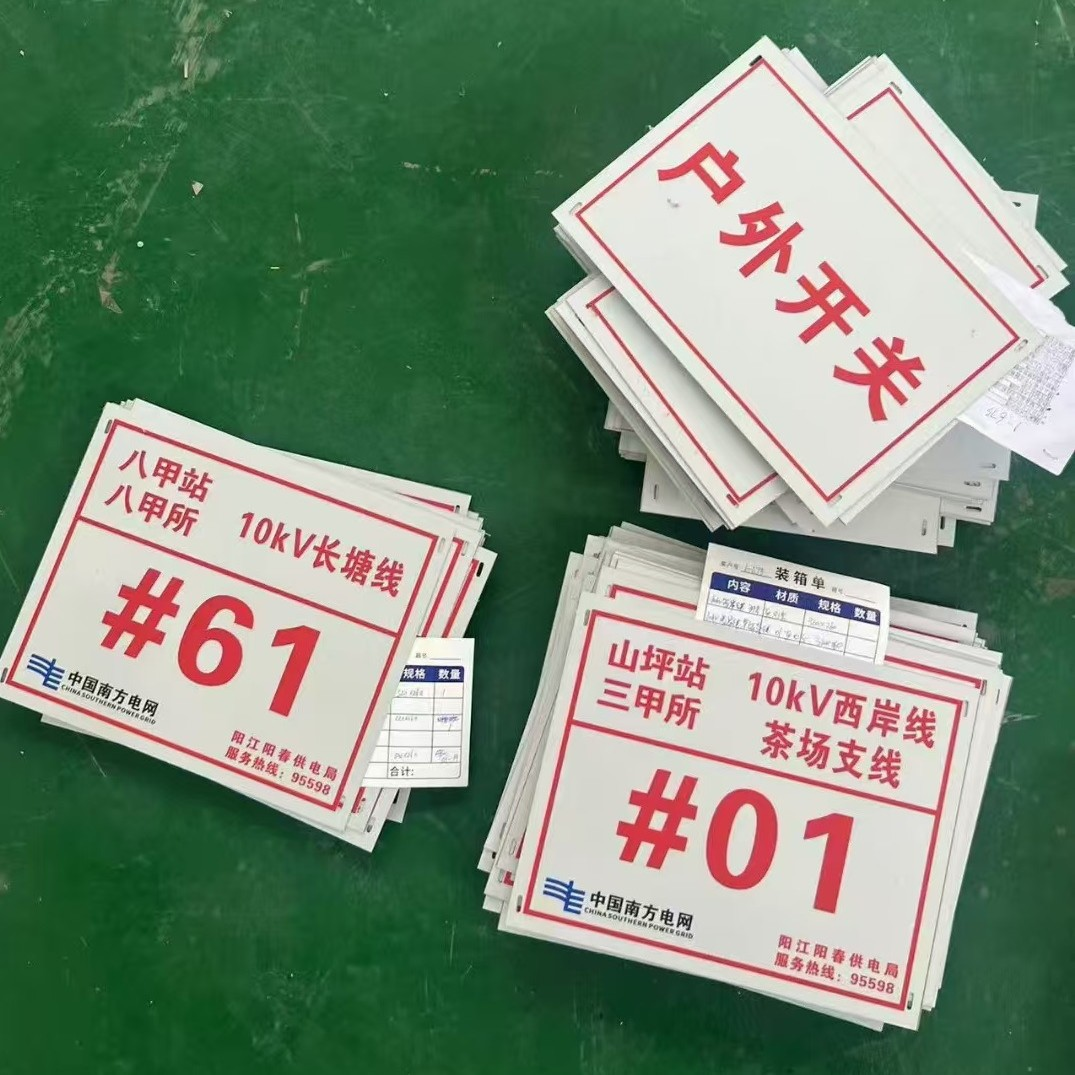 户外开关
八甲站
八甲所
10kV长塘线
#61
中国南方电网
CHINA SOUTHERN POWER GRID
阳江阳春供电局
服务热线：95598
规格 数量
合计：
装箱单
内容 材质 规格 数量
山坪站
三甲所
10kV西岸线
茶场支线
#01
中国南方电网
CHINA SOUTHERN POWER GRID
阳江阳春供电局
服务热线：95598